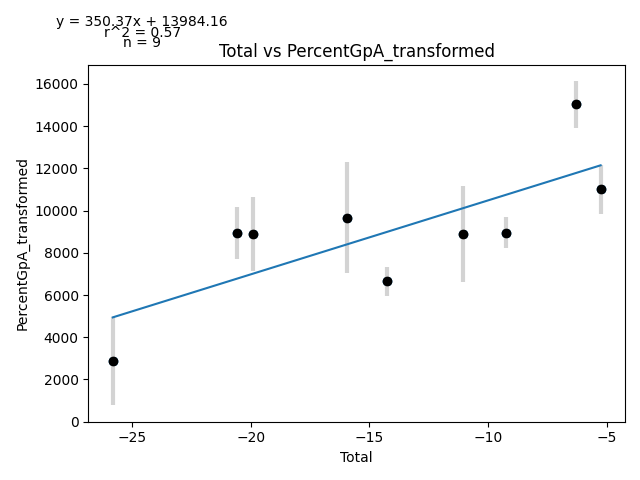 y = 350.37x + 13984.16
r^2 = 0.57
n = 9
Total vs PercentGpA_transformed
PercentGpA_transformed
16000
14000
12000
10000
8000
6000
4000
2000
0
−25
−20
−15
−10
−5
Total